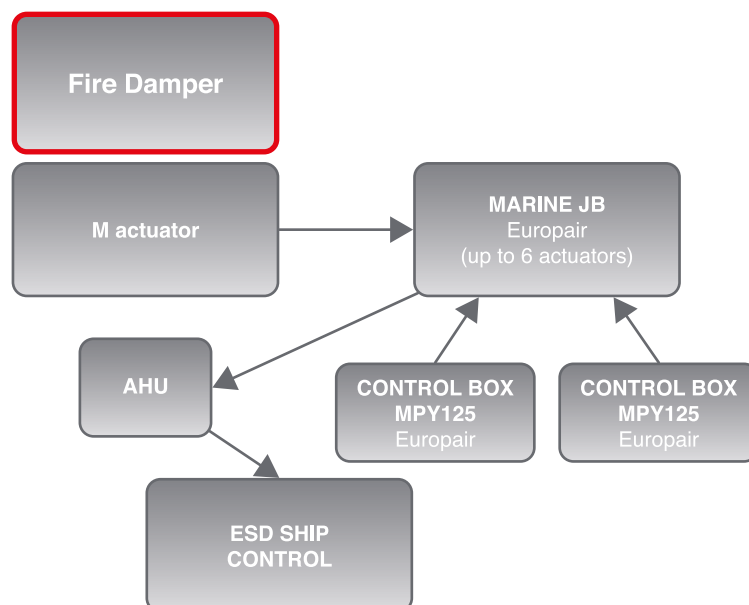 Fire Damper
M actuator
MARINE JB
Europair
(up to 6 actuators)
AHU
CONTROL BOX
MPY125
Europair
CONTROL BOX
MPY125
Europair
ESD SHIP
CONTROL